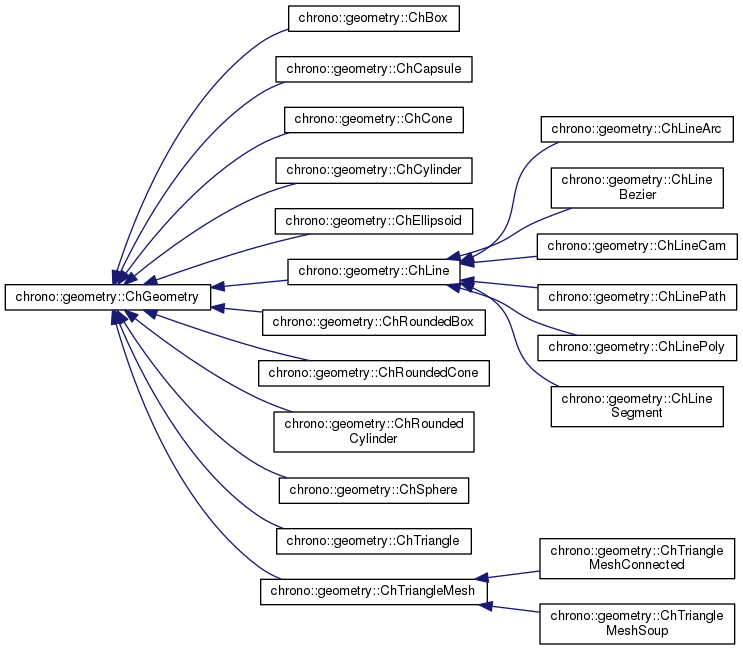 chrono::geometry::ChBox
chrono::geometry::ChCapsule
chrono::geometry::ChCone
chrono::geometry::ChCylinder
chrono::geometry::ChEllipsoid
chrono::geometry::ChLine
chrono::geometry::ChGeometry
chrono::geometry::ChRoundedBox
chrono::geometry::ChRoundedCone
chrono::geometry::ChRounded
Cylinder
chrono::geometry::ChSphere
chrono::geometry::ChTriangle
chrono::geometry::ChTriangleMesh
chrono::geometry::ChLineArc
chrono::geometry::ChLine
Bezier
chrono::geometry::ChLineCam
chrono::geometry::ChLinePath
chrono::geometry::ChLinePoly
chrono::geometry::ChLine
Segment
chrono::geometry::ChTriangle
MeshConnected
chrono::geometry::ChTriangle
MeshSoup